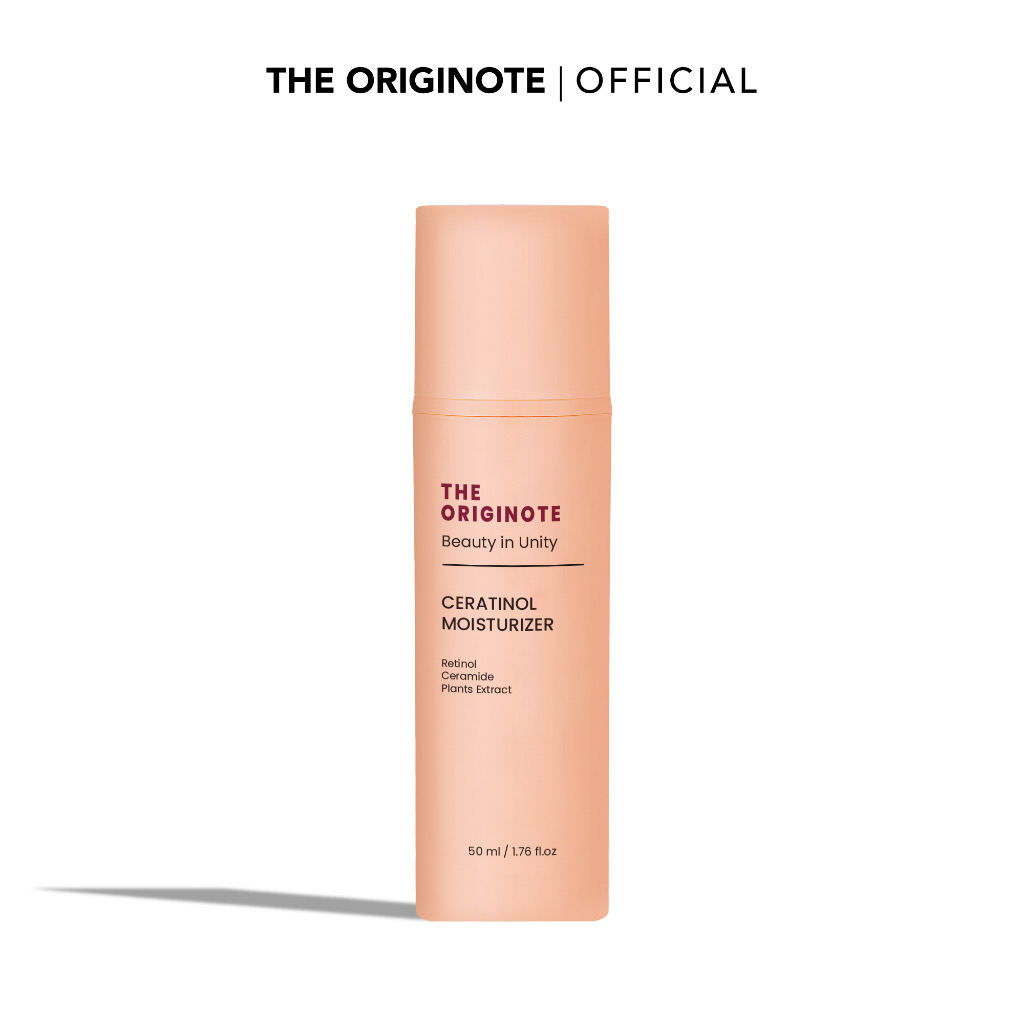 THE ORIGINOTE | OFFICIAL
THE
ORIGINOTE
Beauty in Unity
CERATINOL
MOISTURIZER
Retinol
Ceramide
Plants Extract
50 ml / 1.76 fl.oz